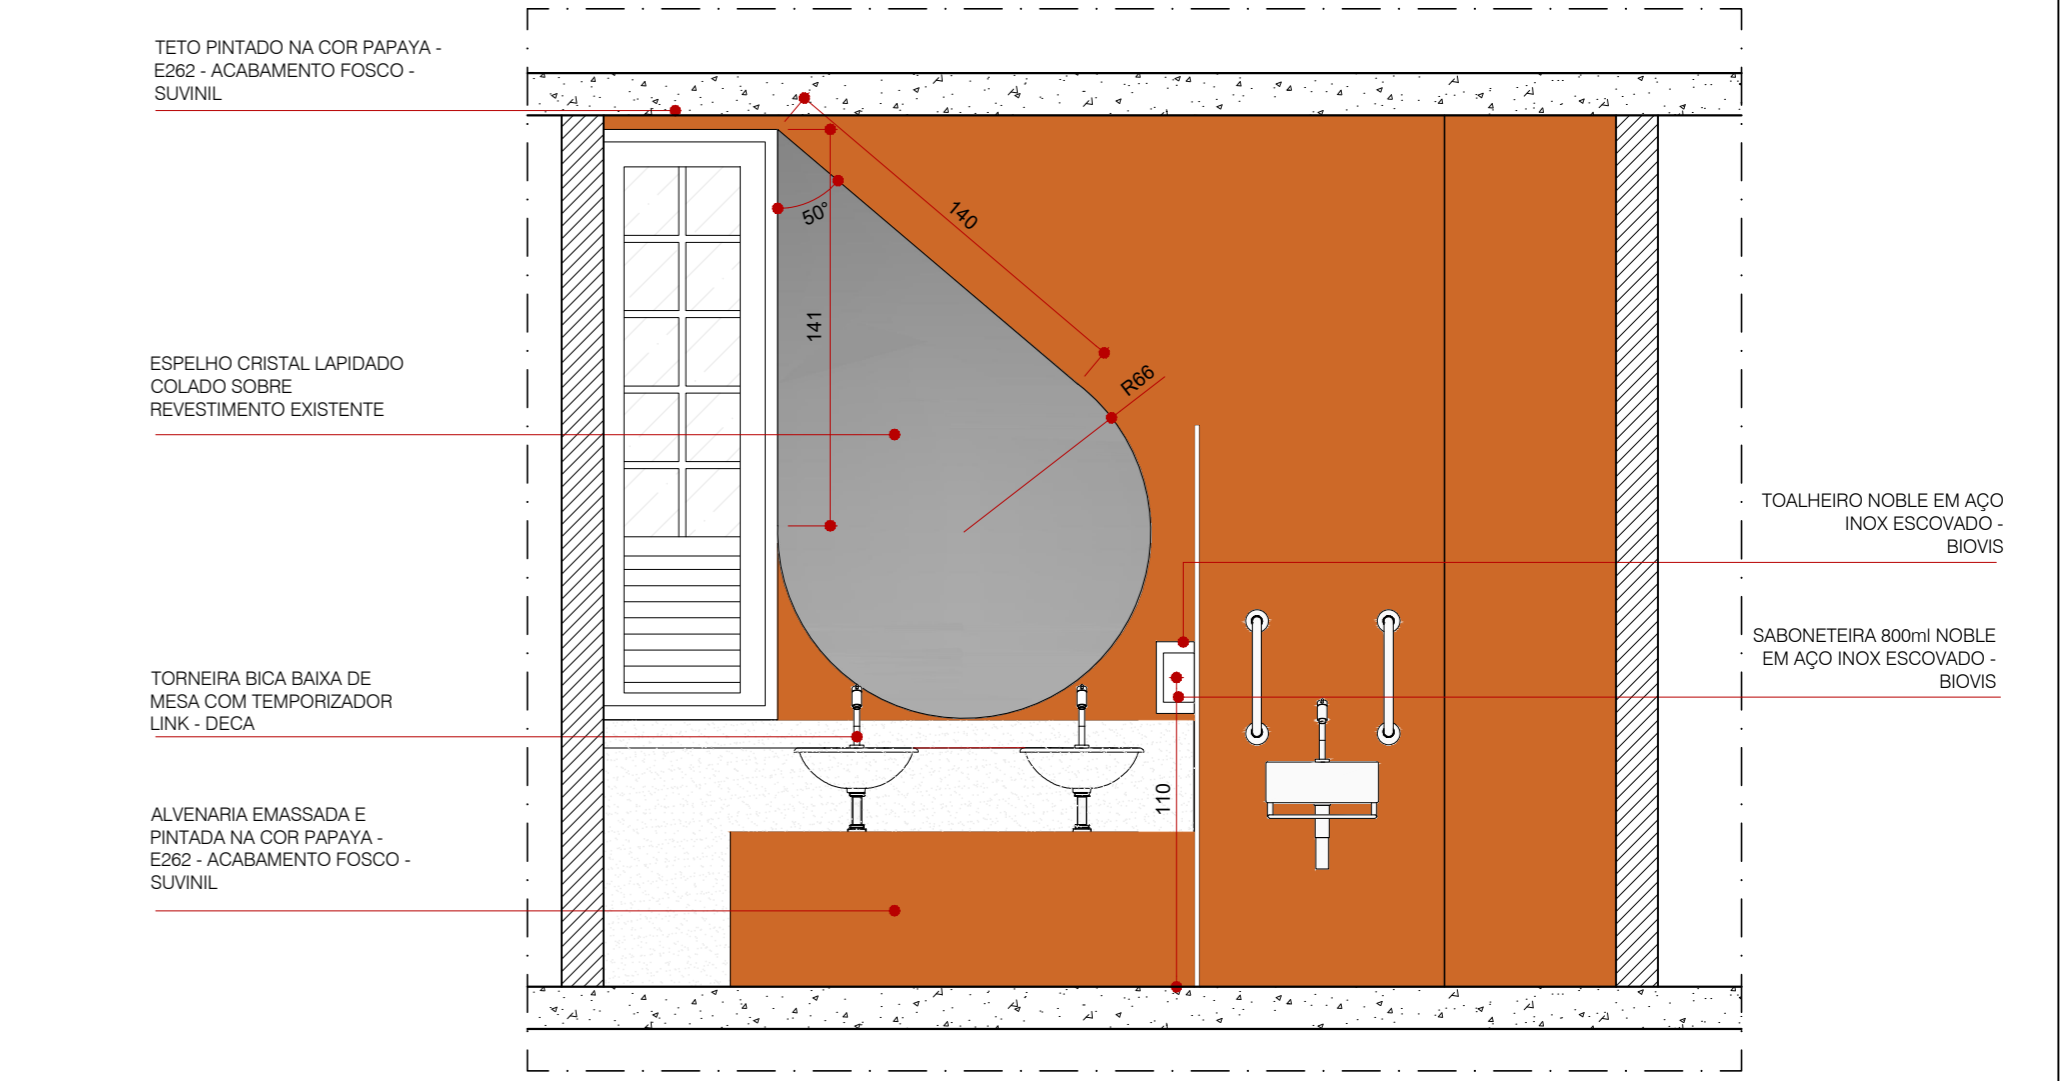 TETO PINTADO NA COR PAPAYA -
E262 - ACABAMENTO FOSCO -
SUVINIL
50°
140
141
R66
ESPELHO CRISTAL LAPIDADO
COLADO SOBRE
REVESTIMENTO EXISTENTE
TOALHEIRO NOBLE EM AÇO
INOX ESCOVADO -
BIOVIS
SABONETEIRA 800ml NOBLE
EM AÇO INOX ESCOVADO -
BIOVIS
TORNEIRA BICA BAIXA DE
MESA COM TEMPORIZADOR
LINK - DECA
110
ALVENARIA EMASSADA E
PINTADA NA COR PAPAYA -
E262 - ACABAMENTO FOSCO -
SUVINIL